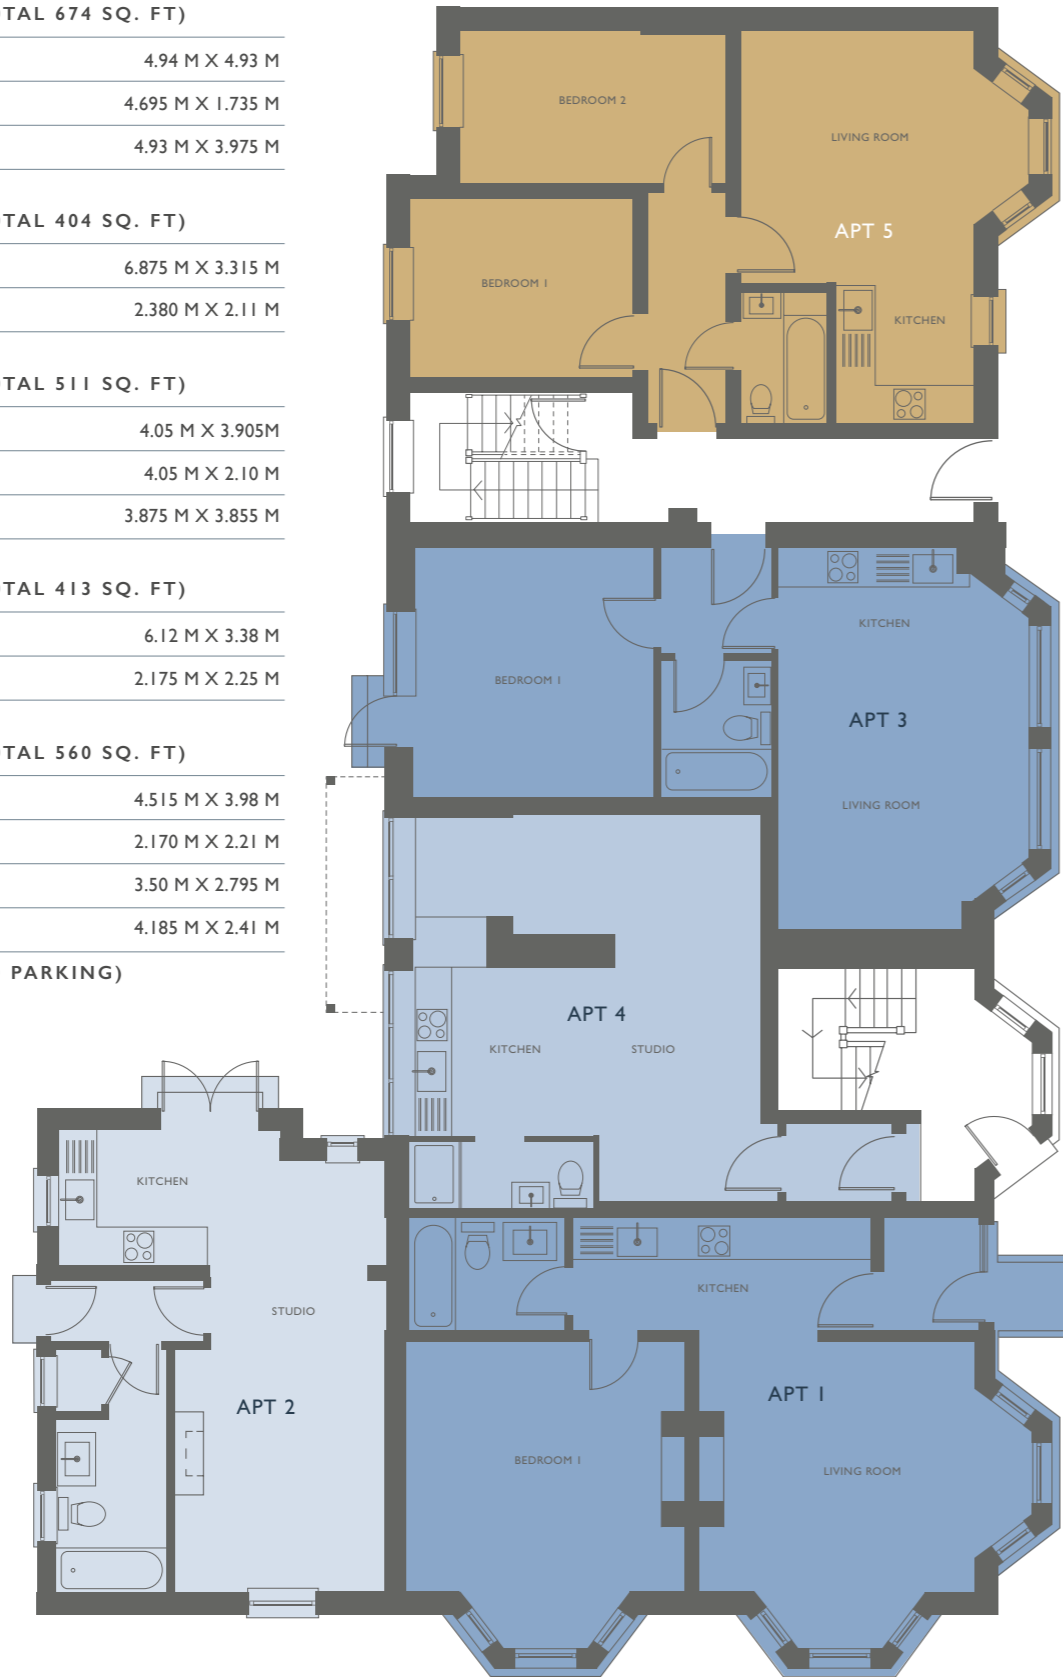 OTAL 674 SQ. FT)
4.94 M X 4.93 M
4.695 M X 1.735 M
4.93 M X 3.975 M
OTAL 404 SQ. FT)
6.875 M X 3.315 M
2.380 M X 2.11 M
OTAL 511 SQ. FT)
4.05 M X 3.905M
4.05 M X 2.10 M
3.875 M X 3.855 M
OTAL 413 SQ. FT)
6.12 M X 3.38 M
2.175 M X 2.25 M
OTAL 560 SQ. FT)
4.515 M X 3.98 M
2.170 M X 2.21 M
3.50 M X 2.795 M
4.185 M X 2.41 M
PARKING)
BEDROOM 2
LIVING ROOM
APT 5
BEDROOM 1
KITCHEN
KITCHEN
BEDROOM 1
APT 3
LIVING ROOM
APT 4
KITCHEN
STUDIO
KITCHEN
STUDIO
APT 2
KITCHEN
APT 1
BEDROOM 1
LIVING ROOM